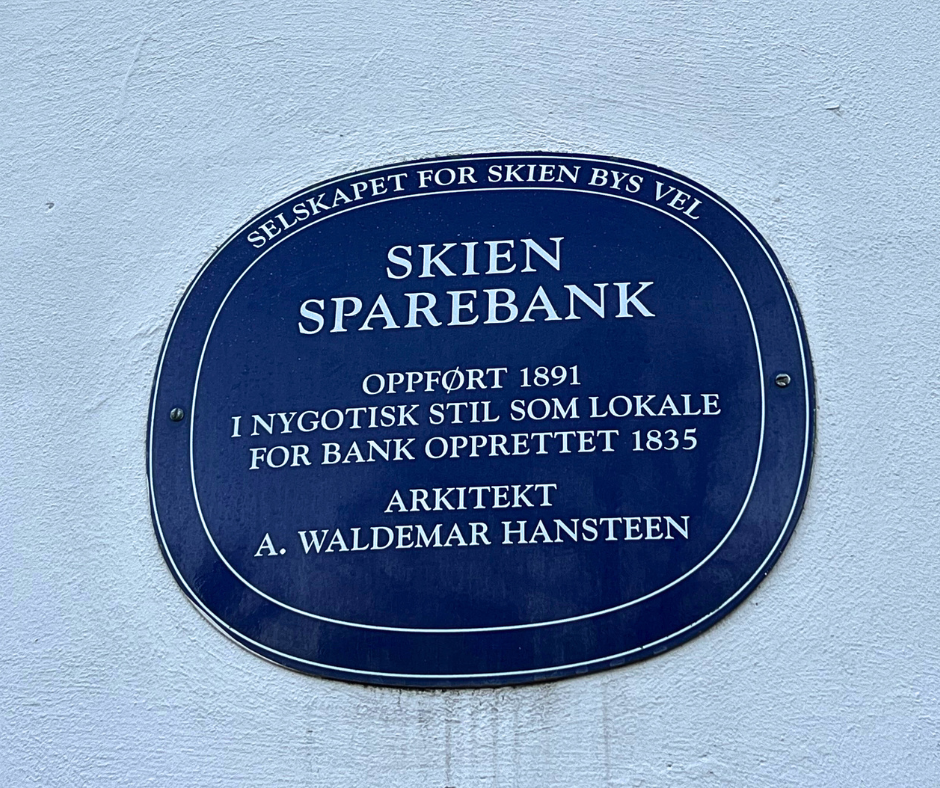 SELSKAPET FOR SKIEN BYS VEL
SKIEN
SPAREBANK
OPPFØRT 1891
I NYGOTISK STIL SOM LOKALE
FOR BANK OPPRETTET 1835
ARKITEKT
A. WALDEMAR HANSTEEN